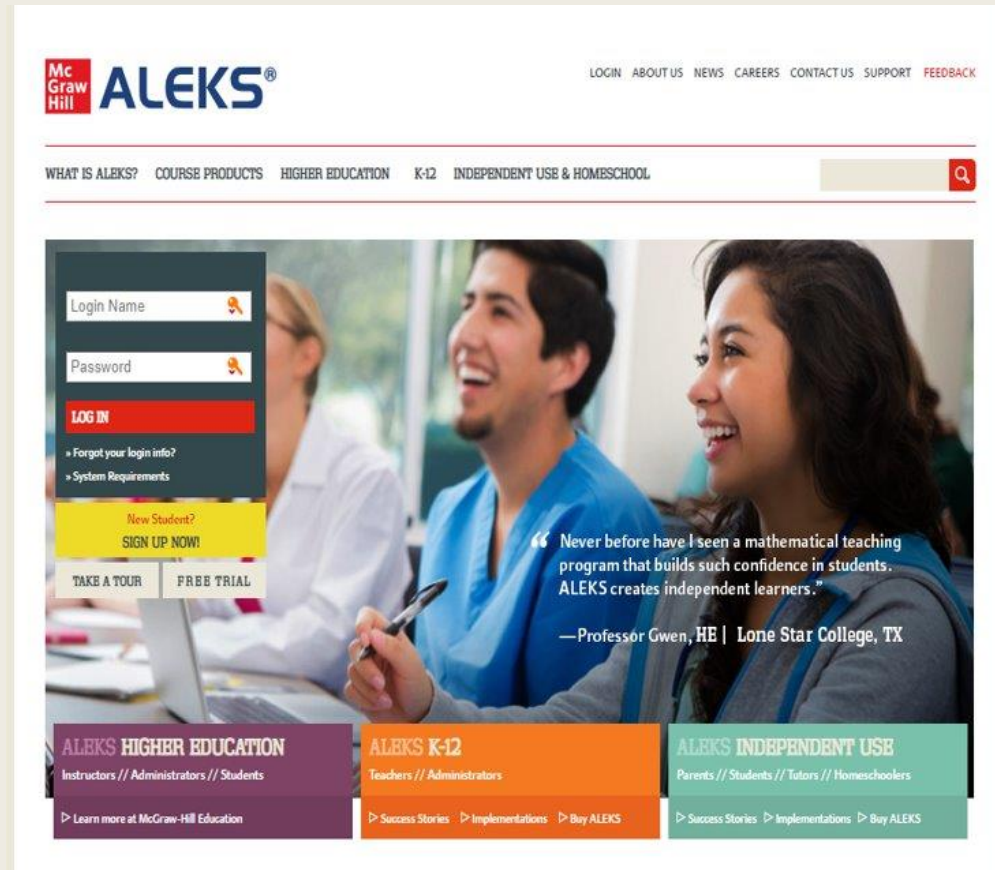 Mc
Graw
Hill
ALEKS®
LOGIN ABOUT US NEWS CAREERS CONTACT US SUPPORT FEEDBACK
WHAT IS ALEKS? COURSE PRODUCTS HIGHER EDUCATION K-12 INDEPENDENT USE & HOMESCHOOL
Login Name
Password
LOG IN
» Forgot your login info?
» System Requirements
New Student?
SIGN UP NOW!
TAKE A TOUR FREE TRIAL
“ Never before have I seen a mathematical teaching
program that builds such confidence in students.
ALEKS creates independent learners.”
—Professor Gwen, HE | Lone Star College, TX
ALEKS HIGHER EDUCATION
Instructors // Administrators // Students
▷ Learn more at McGraw-Hill Education
ALEKS K-12
Teachers // Administrators
▷ Success Stories ▷ Implementations ▷ Buy ALEKS
ALEKS INDEPENDENT USE
Parents // Students // Tutors // Homeschoolers
▷ Success Stories ▷ Implementations ▷ Buy ALEKS